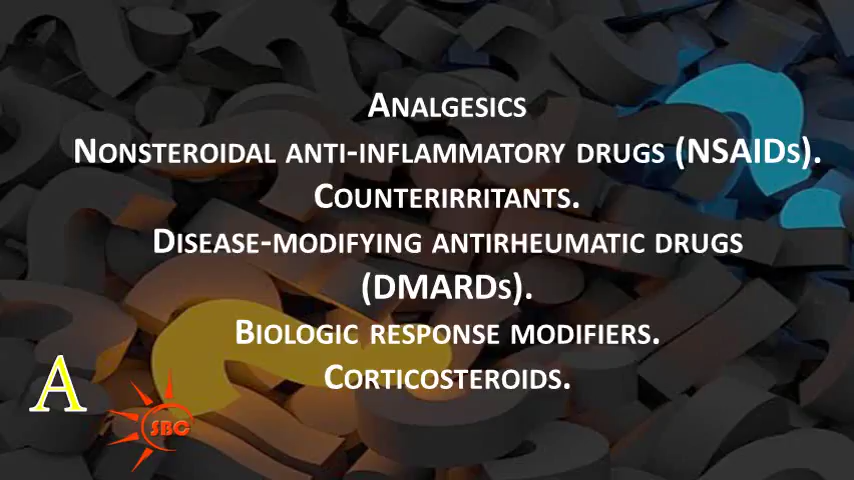 Analgesics
Nonsteroidal anti-inflammatory drugs (NSAIDs).
Counterirritants.
Disease-modifying antirheumatic drugs
(DMARDs).
Biologic response modifiers.
Corticosteroids.
A
SBC